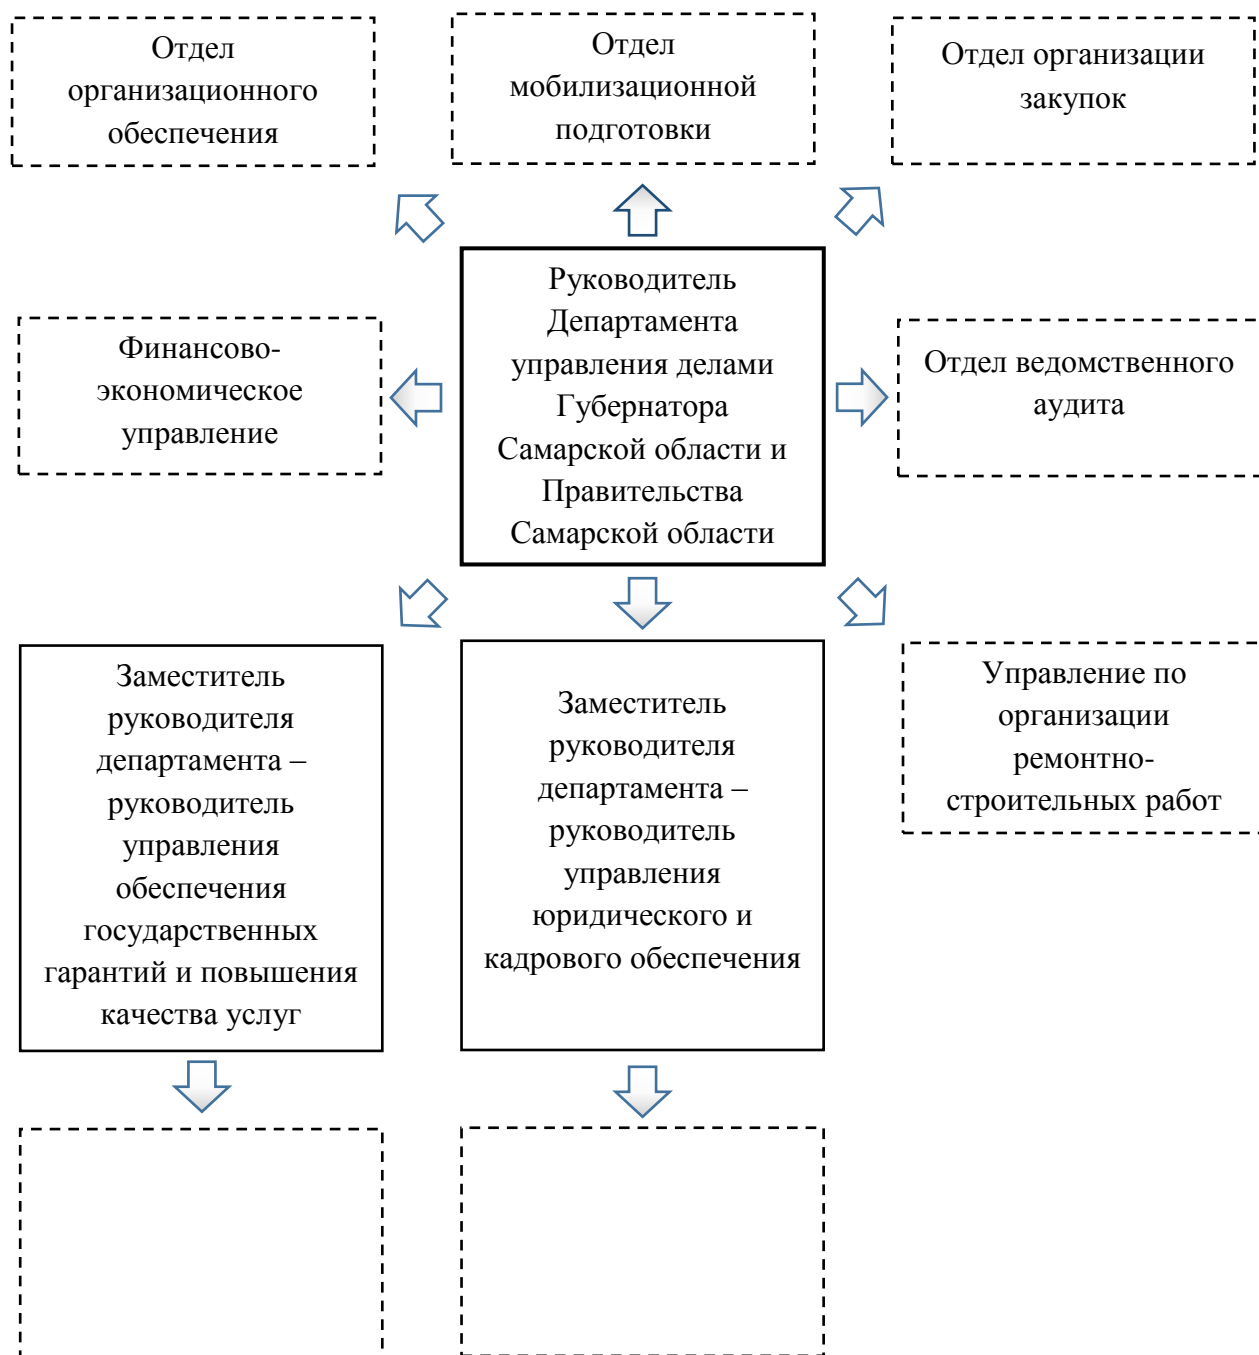 Отдел
организационного
обеспечения
Отдел
мобилизационной
подготовки
Отдел организации
закупок
Финансово-
экономическое
управление
Руководитель
Департамента
управления делами
Губернатора
Самарской области и
Правительства
Самарской области
Отдел ведомственного
аудита
Заместитель
руководителя
департамента –
руководитель
управления
обеспечения
государственных
гарантий и повышения
качества услуг
Заместитель
руководителя
департамента –
руководитель
управления
юридического и
кадрового обеспечения
Управление по
организации
ремонтно-
строительных работ